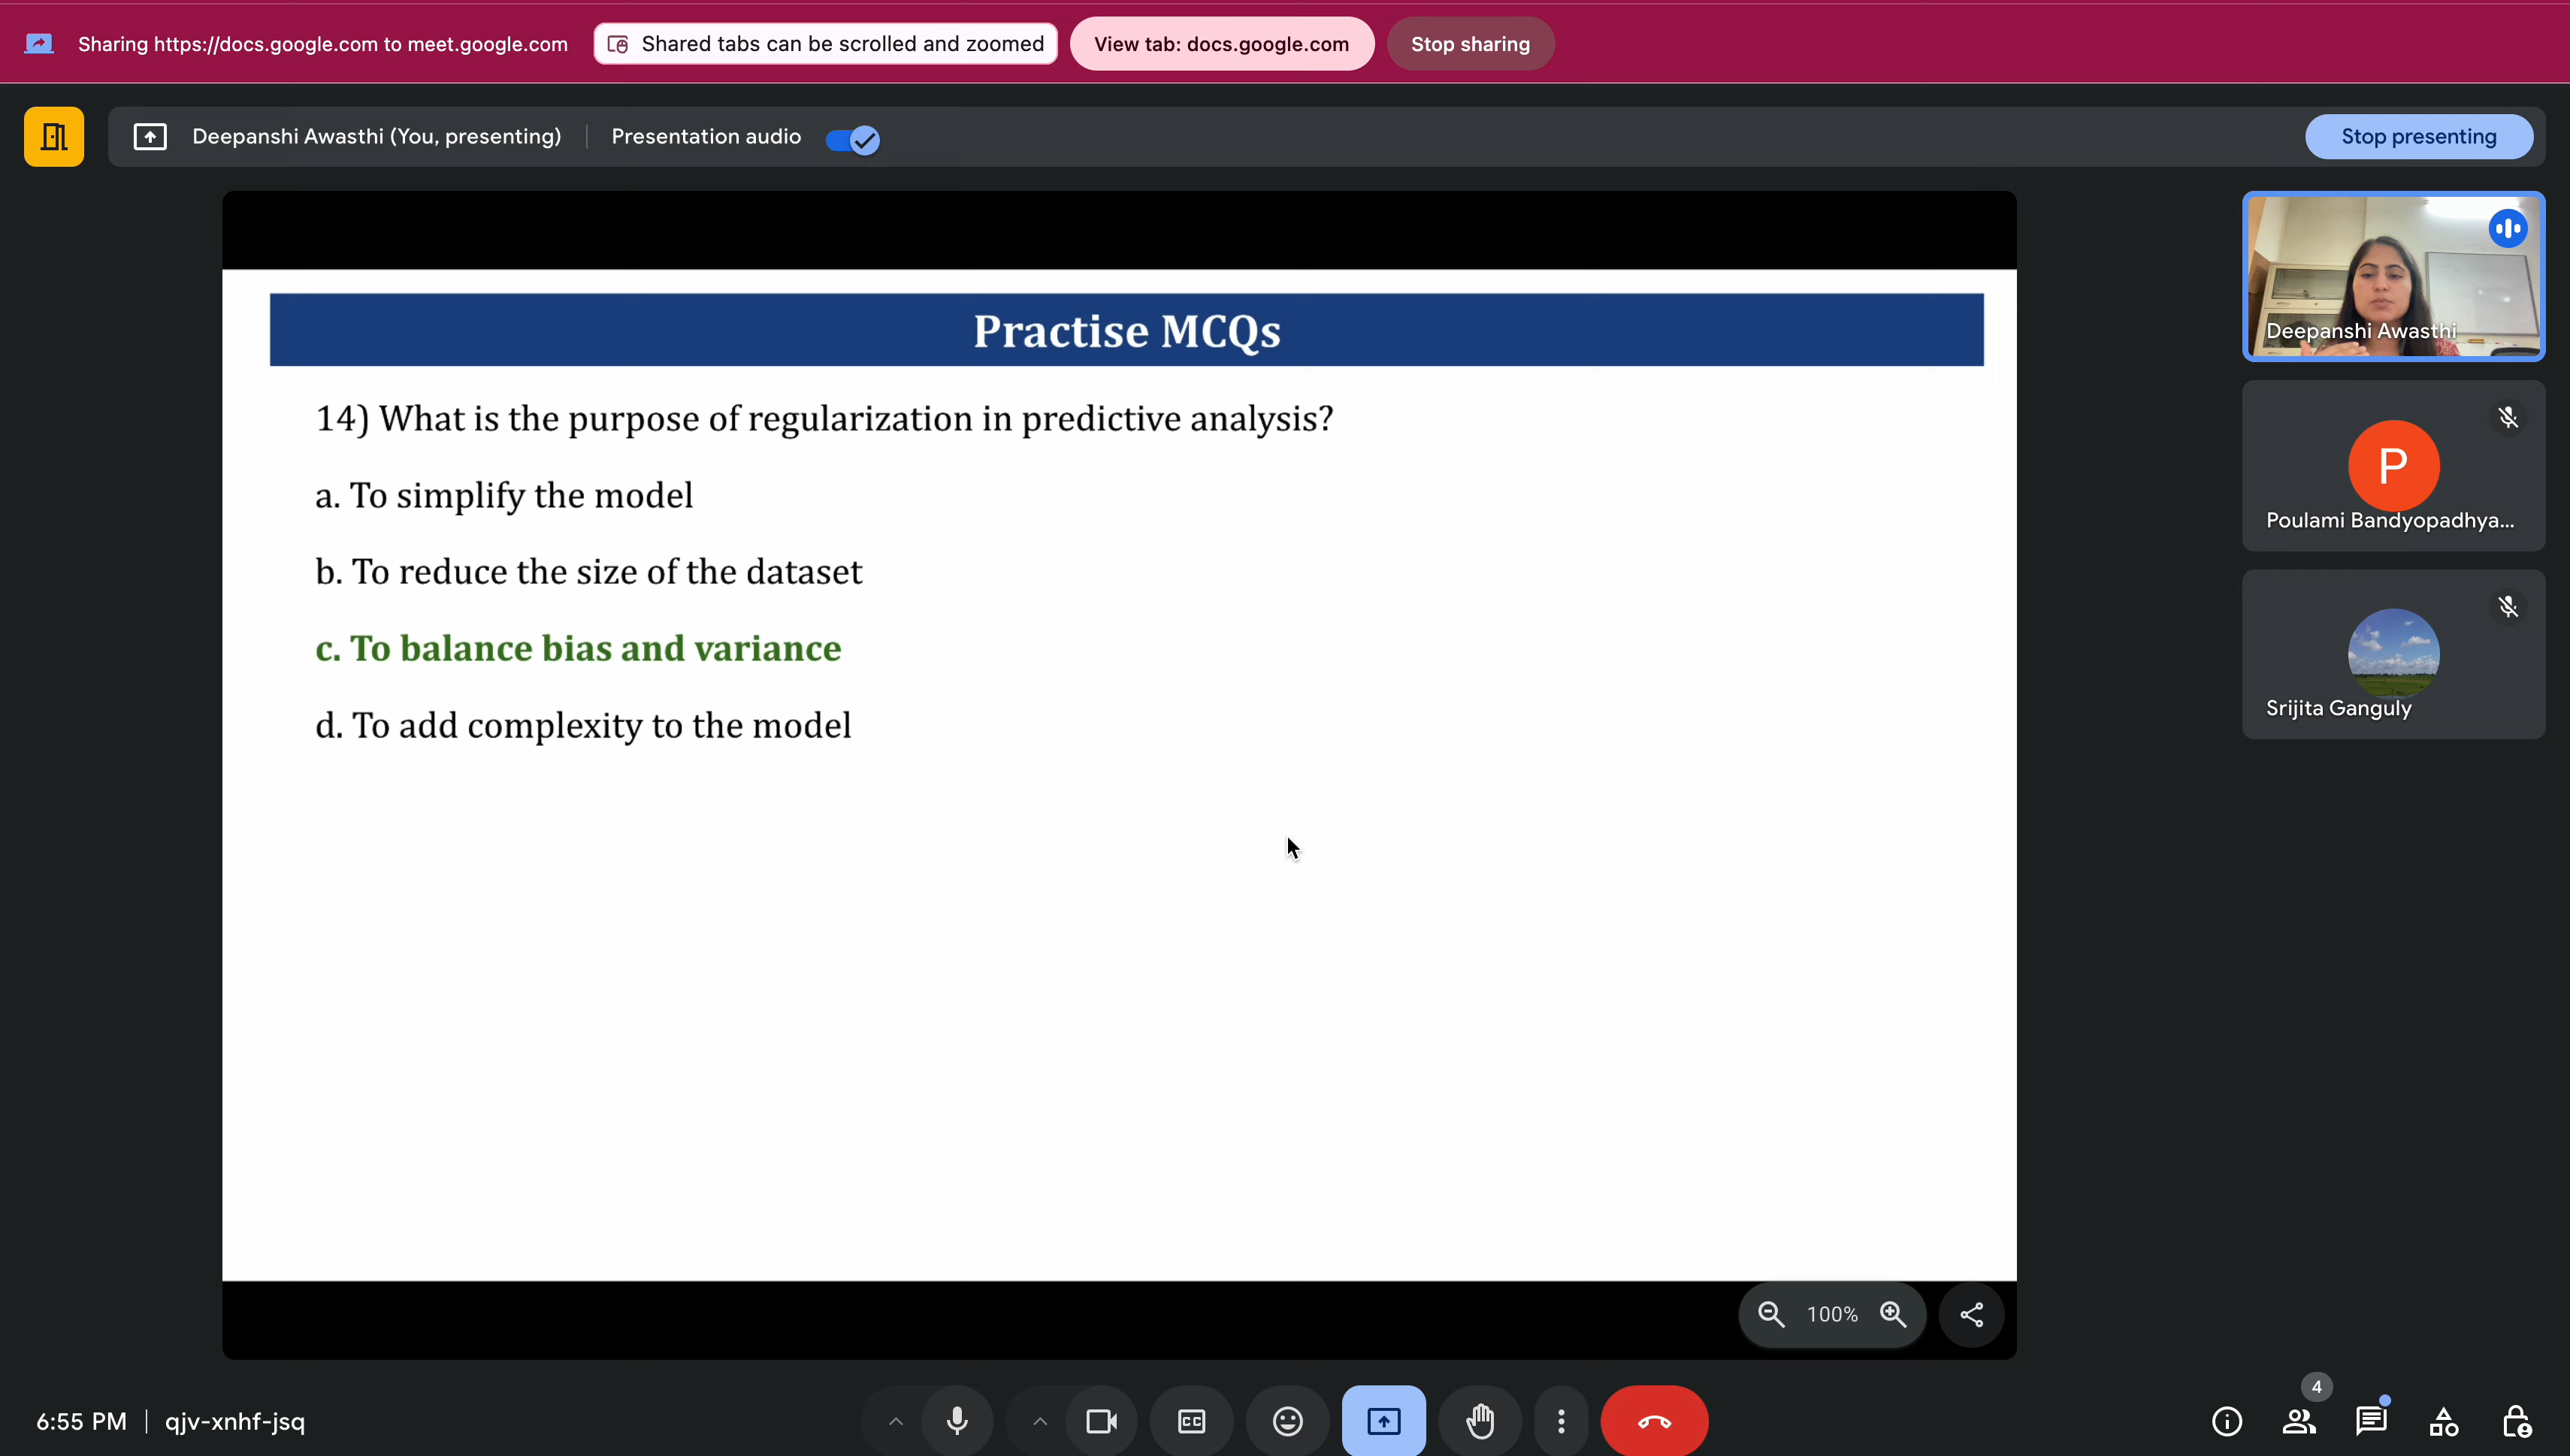 Sharing https://docs.google.com to meet.google.com
Shared tabs can be scrolled and zoomed
View tab: docs.google.com
Stop sharing
Deepanshi Awasthi (You, presenting)
Presentation audio
Stop presenting
Practise MCQs
14) What is the purpose of regularization in predictive analysis?
a. To simplify the model
b. To reduce the size of the dataset
c. To balance bias and variance
d. To add complexity to the model
Deepanshi Awasthi
P
Poulami Bandyopadhya...
Srijita Ganguly
100%
6:55 PM
qjv-xnhf-jsq
CC
4